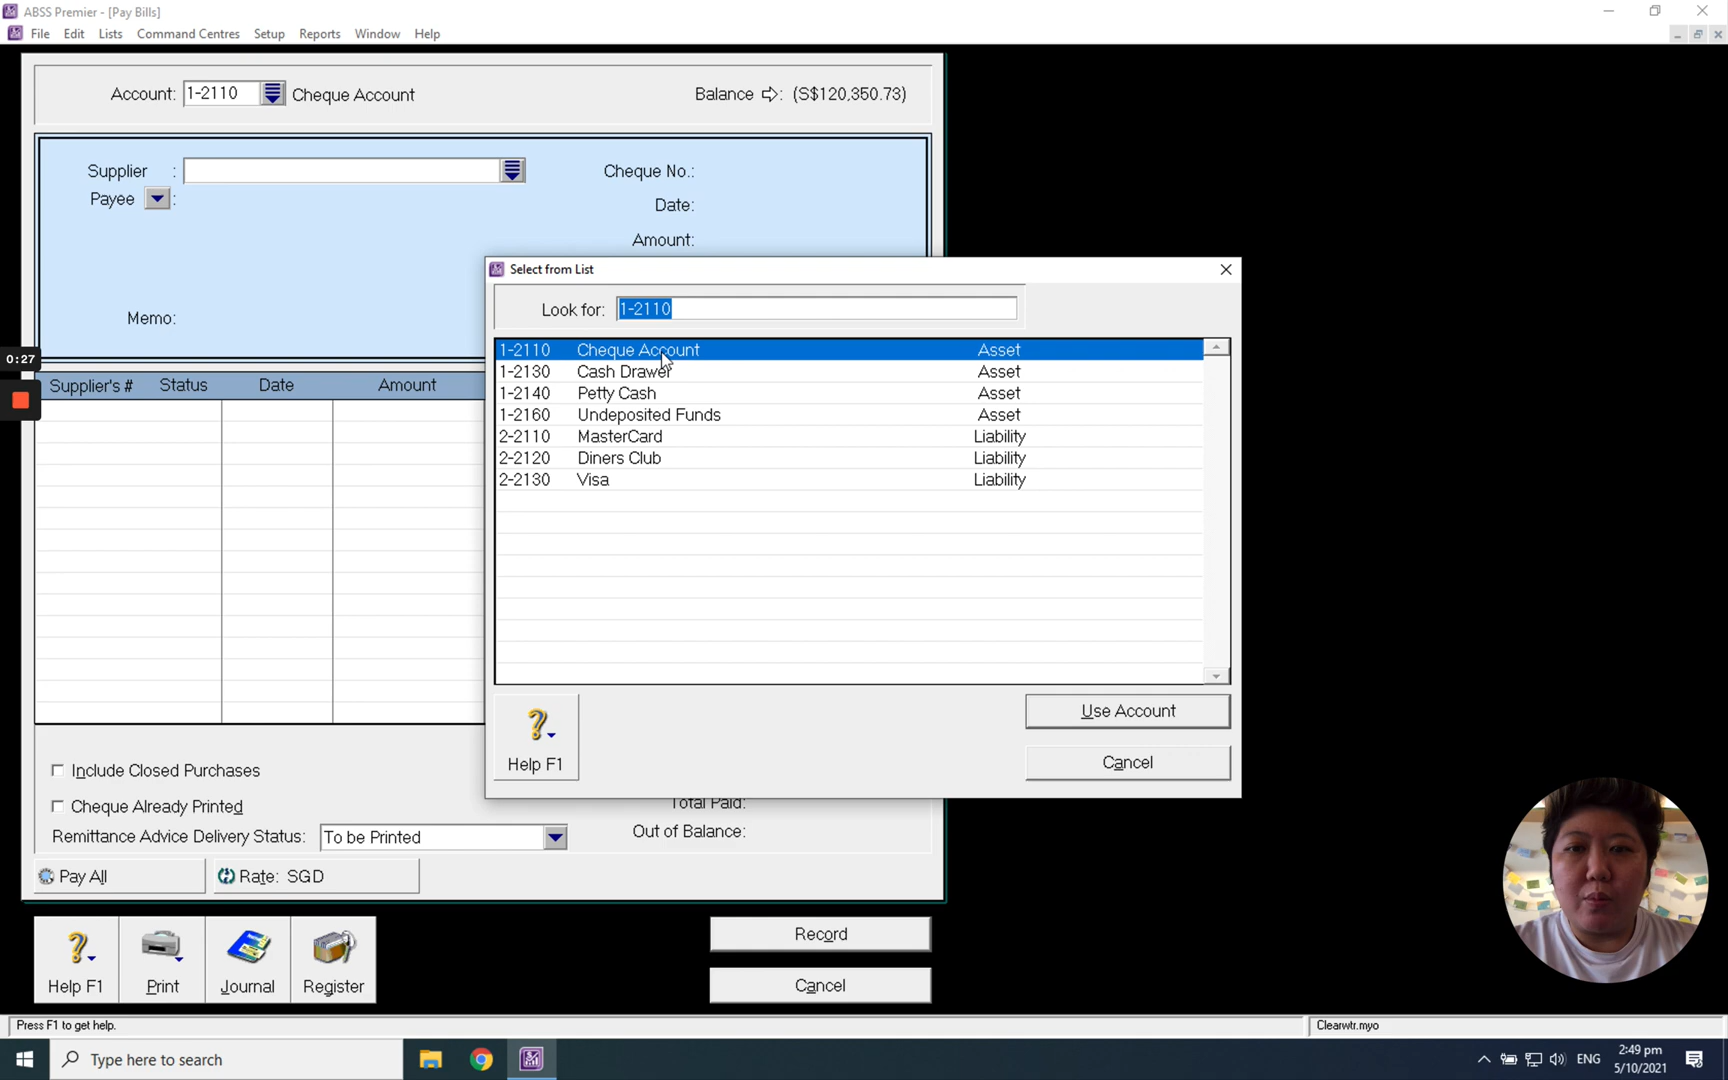 ABSS Premier - [Pay Bills]
File Edit Lists Command Centres Setup Reports Window Help
Account: 1-2110 Cheque Account Balance : (S$120,350.73)
Supplier : Cheque No.:
Payee :
Date:
Amount:
Memo:
Select from List
Look for: 1-2110
1-2110 Cheque Account Asset
1-2130 Cash Drawer Asset
1-2140 Petty Cash Asset
1-2160 Undeposited Funds Asset
2-2110 MasterCard Liability
2-2120 Diners Club Liability
2-2130 Visa Liability
Use Account
Help F1
Cancel
0:27
Supplier's # Status Date Amount
Include Closed Purchases
Cheque Already Printed
Total Paid:
Remittance Advice Delivery Status: To be Printed
Out of Balance:
Pay All Rate: SGD
Record
Help F1 Print Journal Register
Cancel
Press F1 to get help. Clearwtr.myo
Type here to search
ENG
2:49 pm
5/10/2021